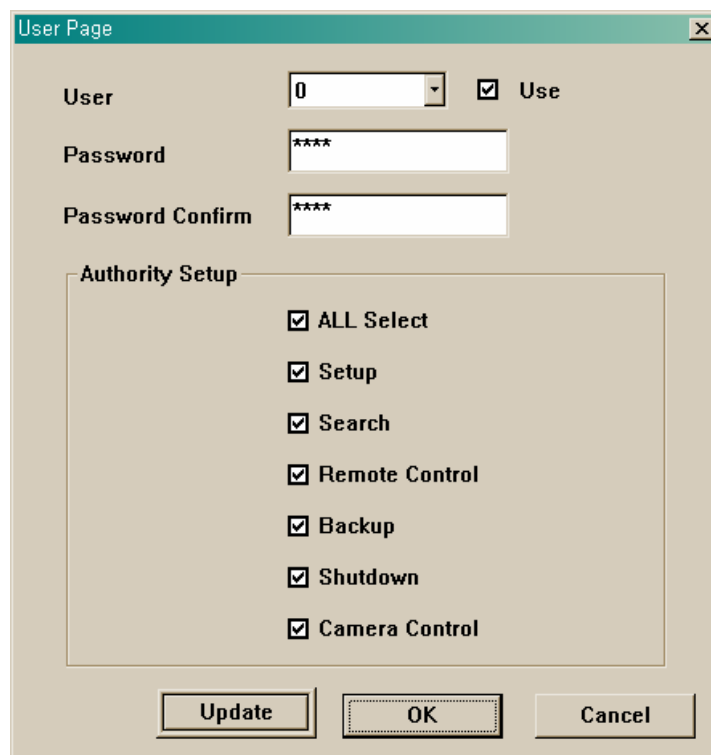 User Page
User 0 Use
Password ****
Password Confirm ****
Authority Setup
ALL Select
Setup
Search
Remote Control
Backup
Shutdown
Camera Control
Update OK Cancel